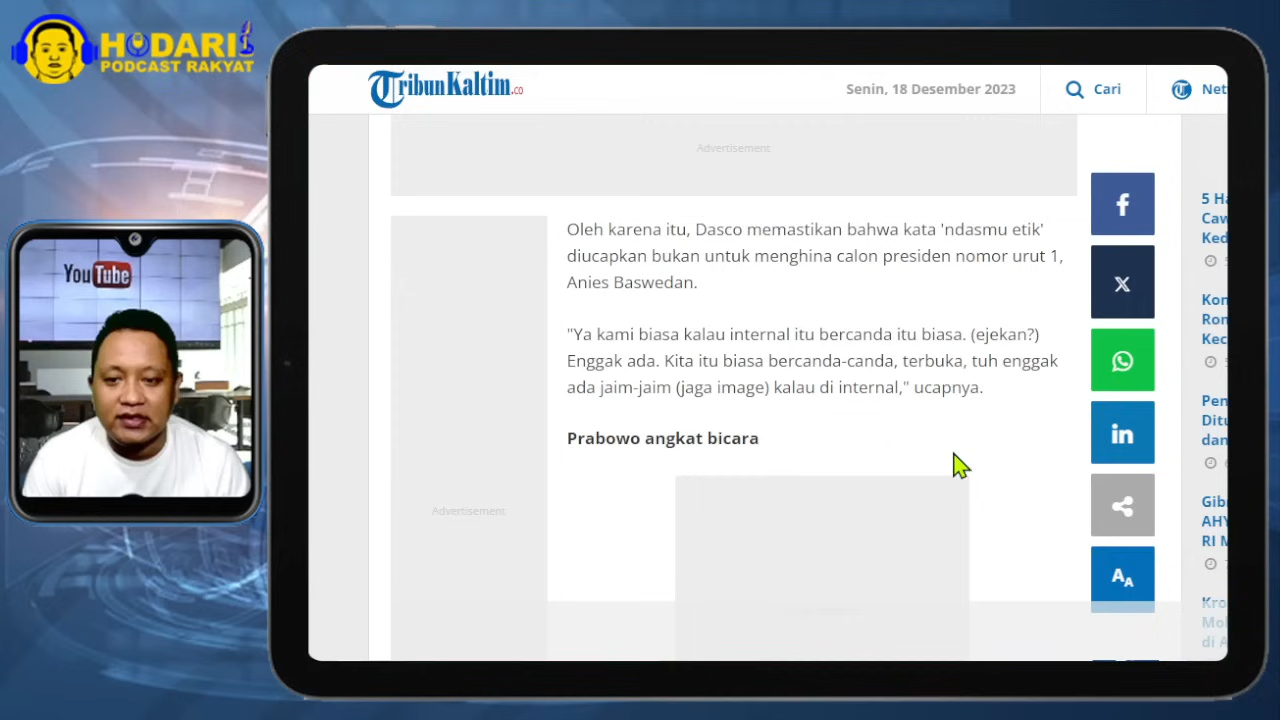 HODARI
PODCAST RAKYAT
YouTube
TribunKaltim.co
Senin, 18 Desember 2023
Cari
Advertisement
Oleh karena itu, Dasco memastikan bahwa kata 'ndasmu etik'
diucapkan bukan untuk menghina calon presiden nomor urut 1,
Anies Baswedan.
"Ya kami biasa kalau internal itu bercanda itu biasa. (ejekan?)
Enggak ada. Kita itu biasa bercanda-canda, terbuka, tuh enggak
ada jaim-jaim (jaga image) kalau di internal," ucapnya.
Prabowo angkat bicara
Advertisement
f
X
in
AA
5